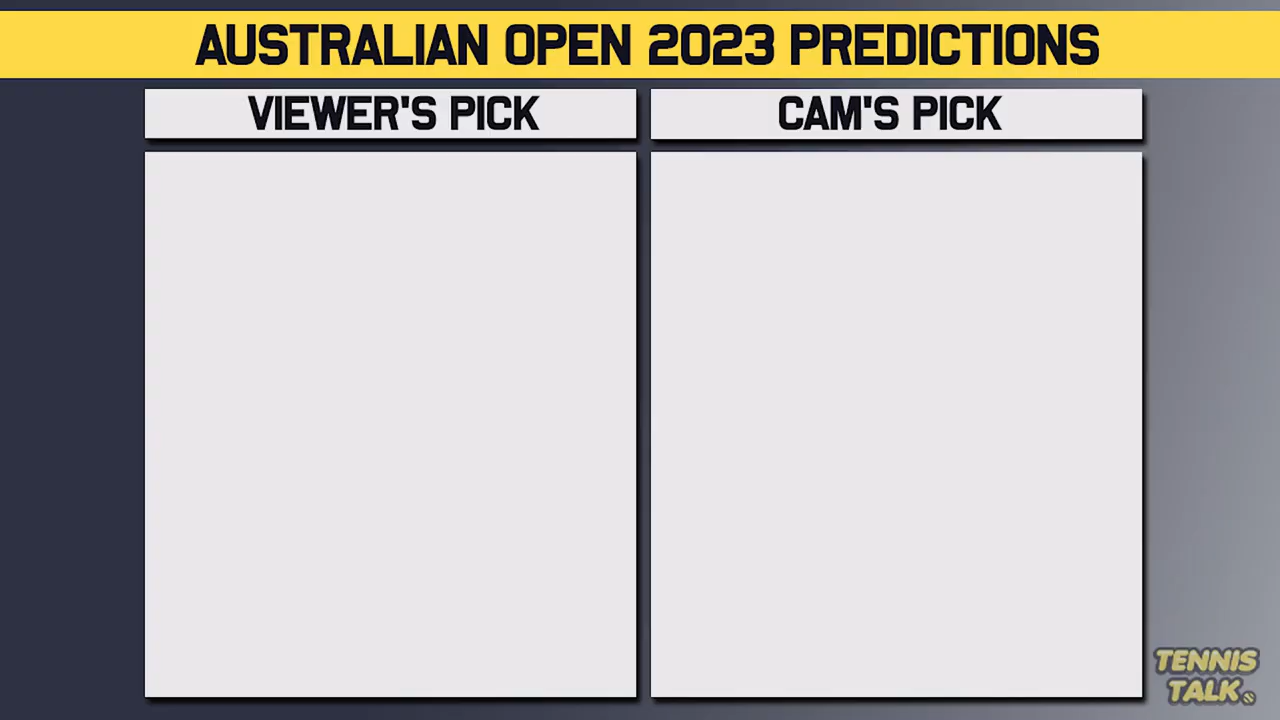 AUSTRALIAN OPEN 2023 PREDICTIONS
VIEWER'S PICK
CAM'S PICK
TENNIS
TALK